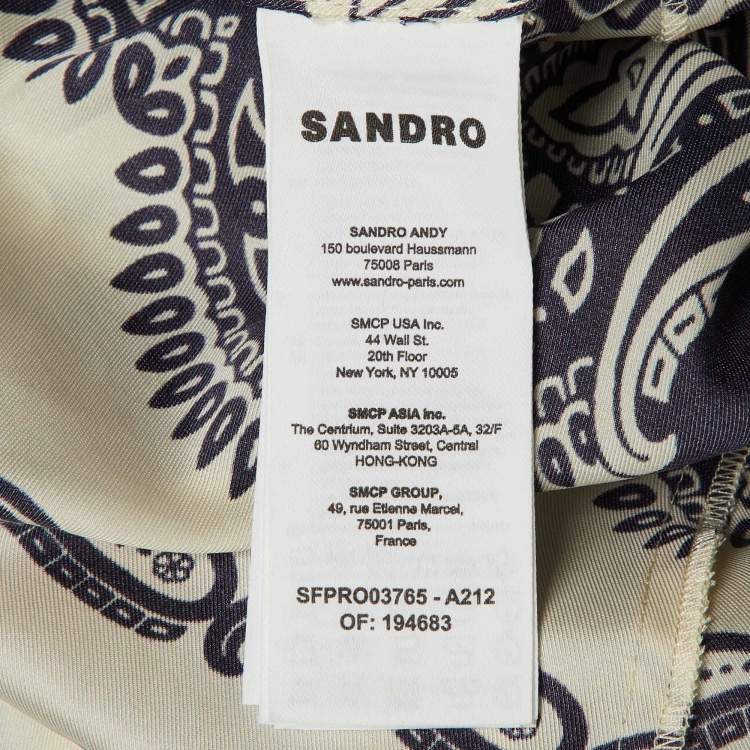 SANDRO
SANDRO ANDY
150 boulevard Haussmann
75008 Paris
www.sandro-paris.com
SMCP USA Inc.
44 Wall St.
20th Floor
New York, NY 10005
SMCP ASIA Inc.
The Centrium, Suite 3203A-5A, 32/F
60 Wyndham Street, Central
HONG-KONG
SMCP GROUP,
49, rue Etienne Marcel,
75001 Paris,
France
SFPRO03765 - A212
OF: 194683